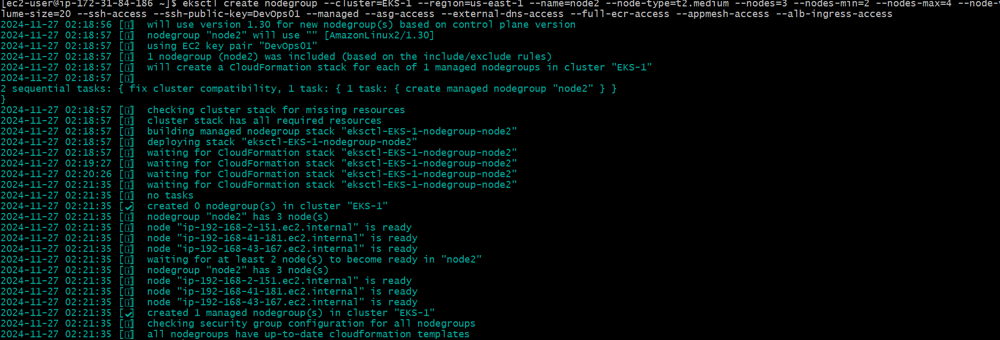 [ec2-user@ip-172-31-84-186 ~]$ eksctl create nodegroup --cluster=EKS-1 --region=us-east-1 --name=node2 --node-type=t2.medium --nodes=3 --nodes-min=2 --nodes-max=4 --node-v
lume-size=20 --ssh-access --ssh-public-key=DevOps01 --managed --asg-access --external-dns-access --full-ecr-access --appmesh-access --alb-ingress-access
2024-11-27 02:18:56 [i]  will use version 1.30 for new nodegroup(s) based on control plane version
2024-11-27 02:18:57 [i]  nodegroup "node2" will use "" [AmazonLinux2/1.30]
2024-11-27 02:18:57 [i]  using EC2 key pair "DevOps01"
2024-11-27 02:18:57 [i]  1 nodegroup (node2) was included (based on the include/exclude rules)
2024-11-27 02:18:57 [i]  will create a CloudFormation stack for each of 1 managed nodegroups in cluster "EKS-1"
2024-11-27 02:18:57 [i]
2 sequential tasks: { fix cluster compatibility, 1 task: { 1 task: { create managed nodegroup "node2" } }
}
2024-11-27 02:18:57 [i]  checking cluster stack for missing resources
2024-11-27 02:18:57 [i]  cluster stack has all required resources
2024-11-27 02:18:57 [i]  building managed nodegroup stack "eksctl-EKS-1-nodegroup-node2"
2024-11-27 02:18:57 [i]  deploying stack "eksctl-EKS-1-nodegroup-node2"
2024-11-27 02:18:57 [i]  waiting for CloudFormation stack "eksctl-EKS-1-nodegroup-node2"
2024-11-27 02:19:27 [i]  waiting for CloudFormation stack "eksctl-EKS-1-nodegroup-node2"
2024-11-27 02:20:26 [i]  waiting for CloudFormation stack "eksctl-EKS-1-nodegroup-node2"
2024-11-27 02:21:35 [i]  waiting for CloudFormation stack "eksctl-EKS-1-nodegroup-node2"
2024-11-27 02:21:35 [i]  no tasks
2024-11-27 02:21:35 [✔]  created 0 nodegroup(s) in cluster "EKS-1"
2024-11-27 02:21:35 [i]  nodegroup "node2" has 3 node(s)
2024-11-27 02:21:35 [i]  node "ip-192-168-2-151.ec2.internal" is ready
2024-11-27 02:21:35 [i]  node "ip-192-168-41-181.ec2.internal" is ready
2024-11-27 02:21:35 [i]  node "ip-192-168-43-167.ec2.internal" is ready
2024-11-27 02:21:35 [i]  waiting for at least 2 node(s) to become ready in "node2"
2024-11-27 02:21:35 [i]  nodegroup "node2" has 3 node(s)
2024-11-27 02:21:35 [i]  node "ip-192-168-2-151.ec2.internal" is ready
2024-11-27 02:21:35 [i]  node "ip-192-168-41-181.ec2.internal" is ready
2024-11-27 02:21:35 [i]  node "ip-192-168-43-167.ec2.internal" is ready
2024-11-27 02:21:35 [✔]  created 1 managed nodegroup(s) in cluster "EKS-1"
2024-11-27 02:21:35 [i]  checking security group configuration for all nodegroups
2024-11-27 02:21:35 [i]  all nodegroups have up-to-date cloudformation templates